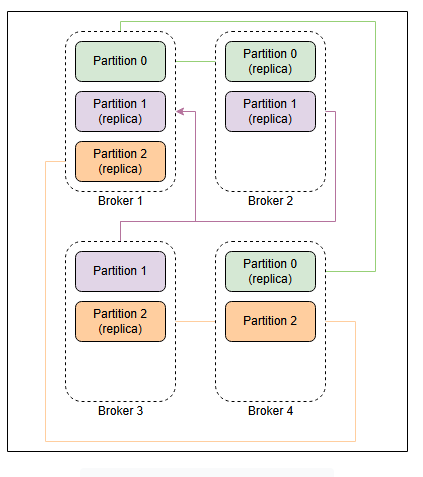 Partition 0
Partition 1
(replica)
Partition 2
(replica)
Broker 1
Partition 0
(replica)
Partition 1
(replica)
Broker 2
Partition 1
Partition 2
(replica)
Broker 3
Partition 0
(replica)
Partition 2
Broker 4